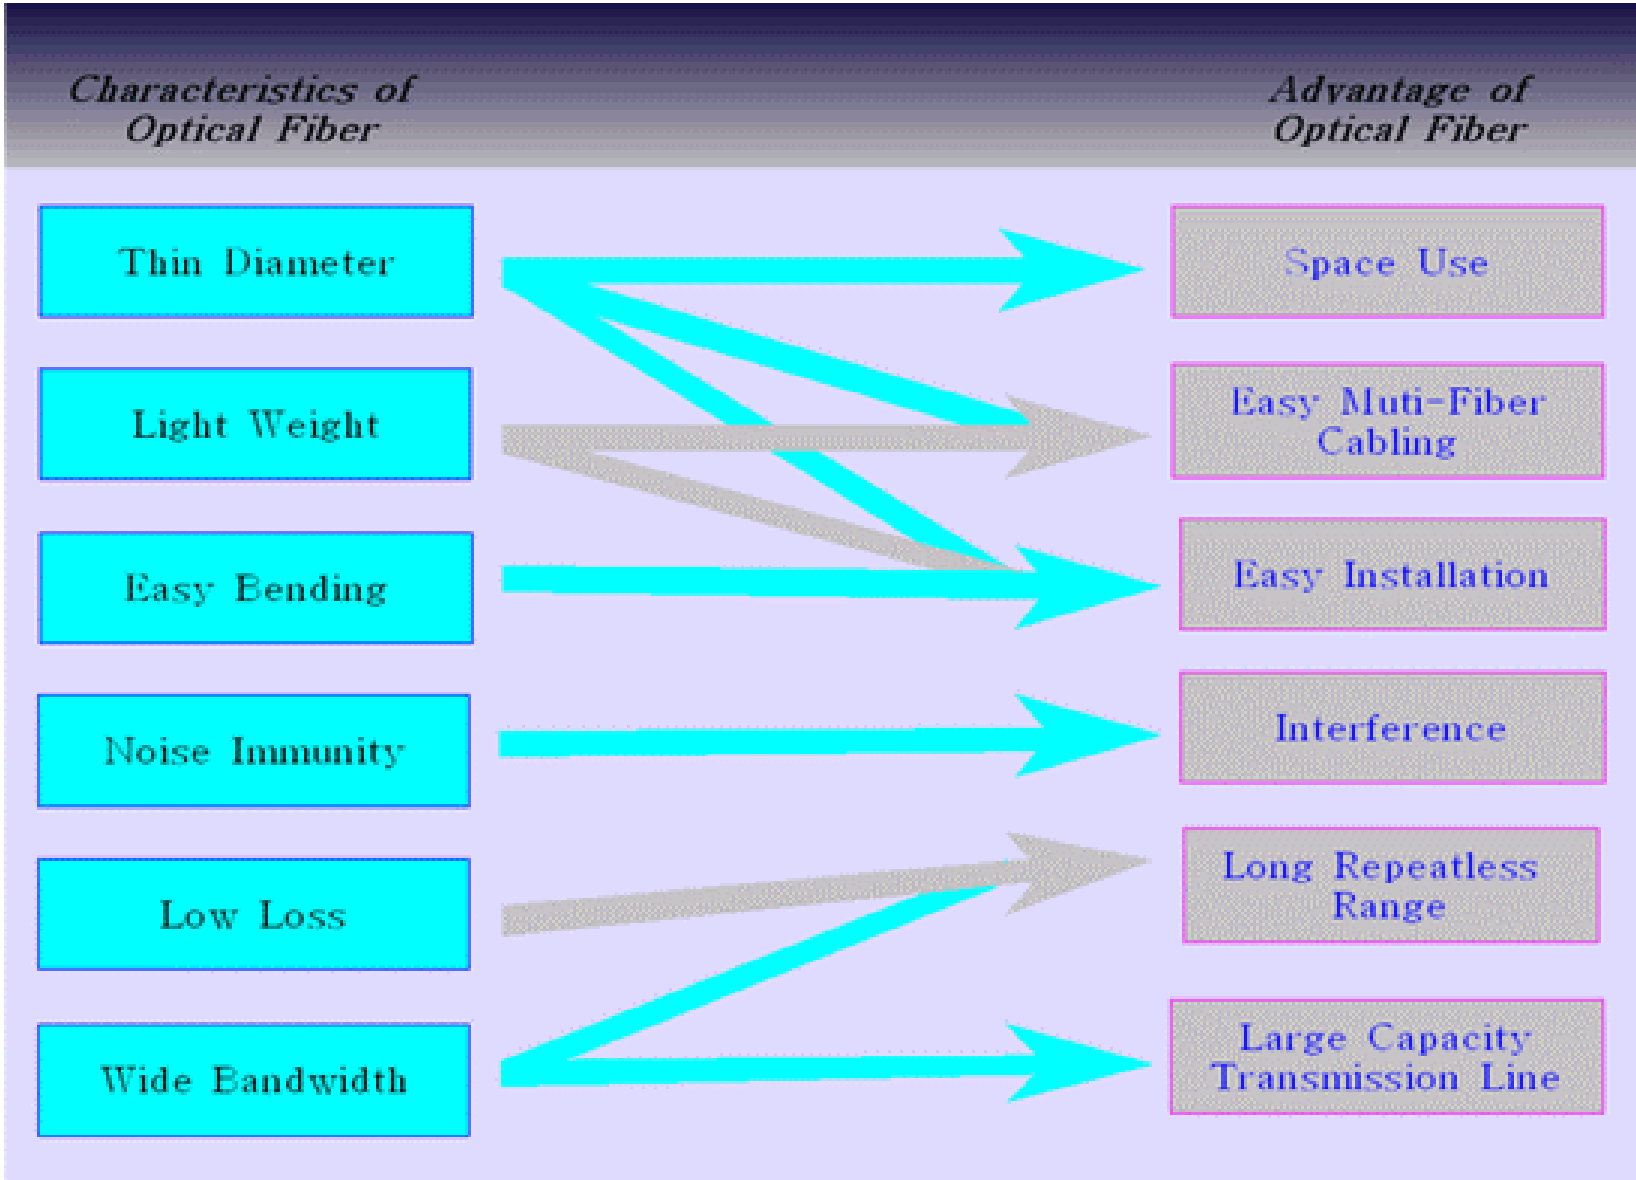 Characteristics of
Optical Fiber
Advantage of
Optical Fiber
Thin Diameter
Space Use
Light Weight
Easy Muti-Fiber
Cabling
Easy Bending
Easy Installation
Noise Immunity
Interference
Low Loss
Long Repeatless
Range
Wide Bandwidth
Large Capacity
Transmission Line